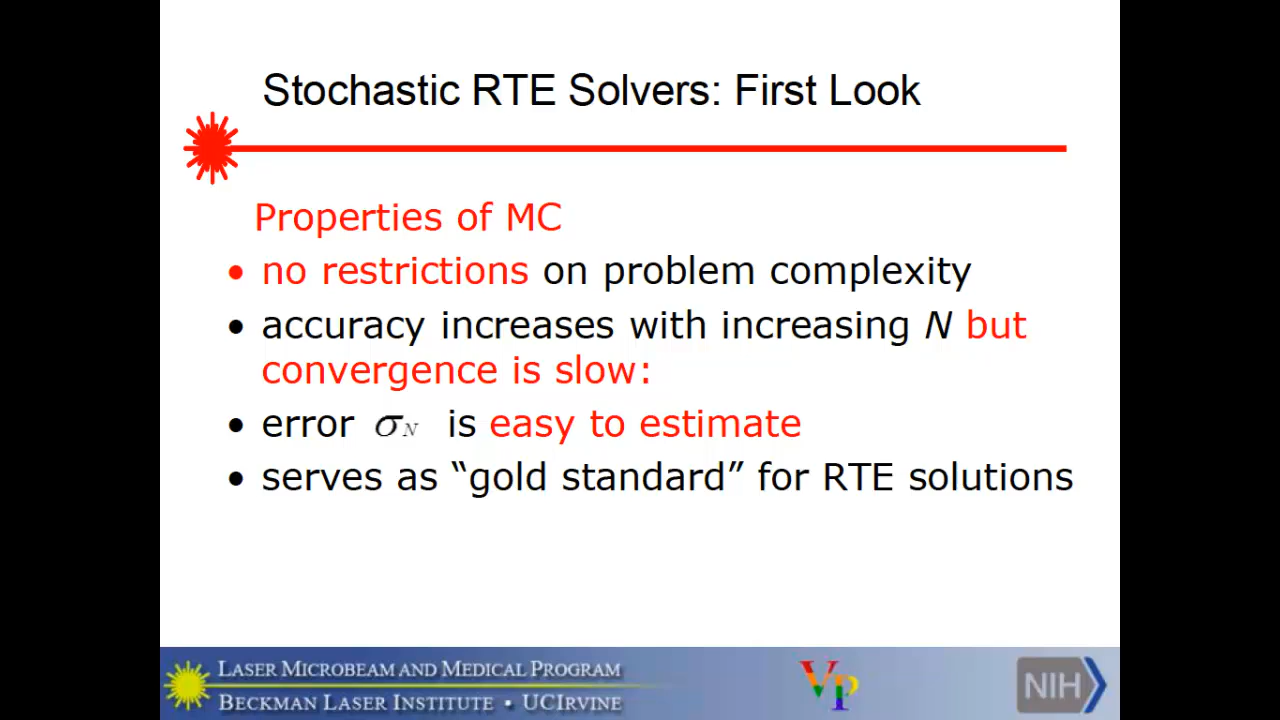 Stochastic RTE Solvers: First Look
Properties of MC
• no restrictions on problem complexity
• accuracy increases with increasing N but
convergence is slow:
• error σN is easy to estimate
• serves as “gold standard” for RTE solutions
LASER MICROBEAM AND MEDICAL PROGRAM
BECKMAN LASER INSTITUTE • UCIRVINE
VP
NIH